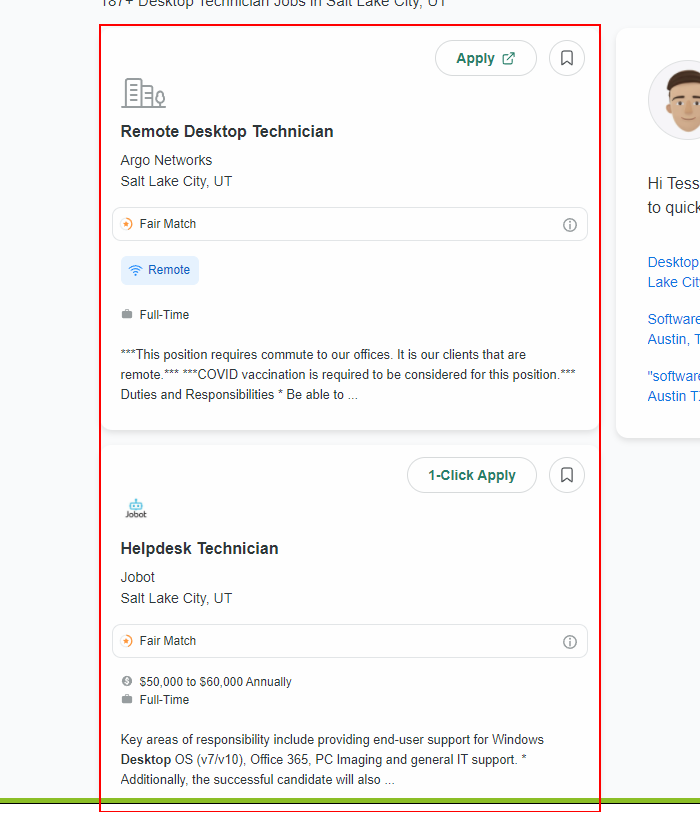 187+ Desktop Technician Jobs in Salt Lake City, UT
Apply
Remote Desktop Technician
Argo Networks
Salt Lake City, UT
Fair Match
Remote
Full-Time
***This position requires commute to our offices. It is our clients that are
remote.*** ***COVID vaccination is required to be considered for this position.***
Duties and Responsibilities * Be able to ...
1-Click Apply
Jobot
Helpdesk Technician
Jobot
Salt Lake City, UT
Fair Match
$50,000 to $60,000 Annually
Full-Time
Key areas of responsibility include providing end-user support for Windows
Desktop OS (v7/v10), Office 365, PC Imaging and general IT support. *
Additionally, the successful candidate will also ...
Hi Tess
to quick
Desktop
Lake Cit
Software
Austin, T
"software
Austin T